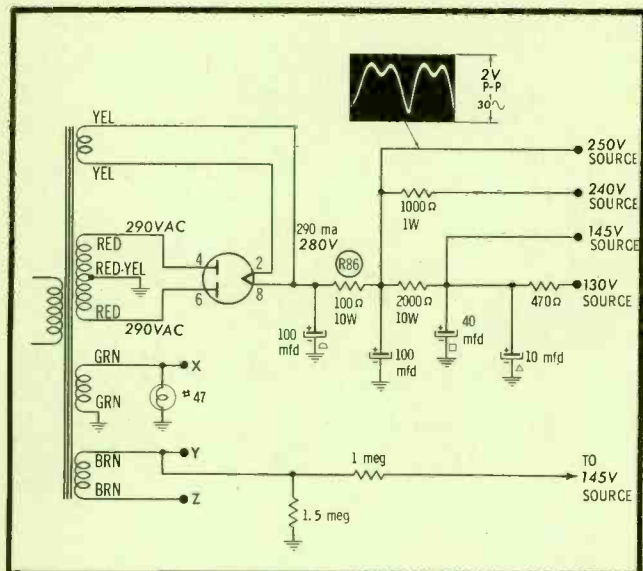 2V
P-P
30∿
YEL
YEL
250V
SOURCE
1000Ω
1W
240V
SOURCE
290VAC
RED
RED-YEL
RED
290VAC
4
6
2
8
290 ma
280V
R86
100Ω
10W
2000Ω
10W
145V
SOURCE
470Ω
130V
SOURCE
100
mfd
100
mfd
40
mfd
10 mfd
GRN
GRN
X
#47
BRN
BRN
Y
Z
1 meg
1.5 meg
TO
145V
SOURCE